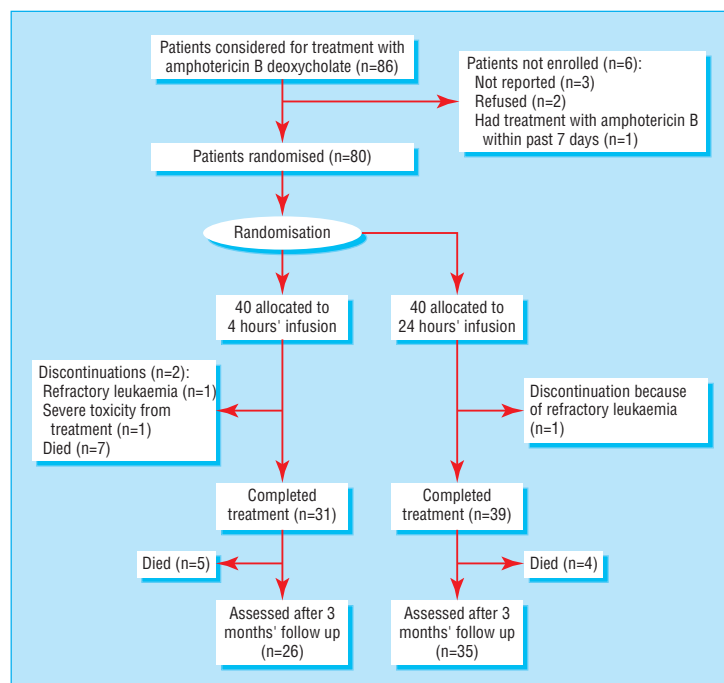 Patients considered for treatment with
amphotericin B deoxycholate (n=86)
Patients not enrolled (n=6):
Not reported (n=3)
Refused (n=2)
Had treatment with amphotericin B
within past 7 days (n=1)
Patients randomised (n=80)
Randomisation
40 allocated to
4 hours' infusion
40 allocated to
24 hours' infusion
Discontinuations (n=2):
Refractory leukaemia (n=1)
Severe toxicity from
treatment (n=1)
Died (n=7)
Discontinuation because
of refractory leukaemia
(n=1)
Completed
treatment (n=31)
Completed
treatment (n=39)
Died (n=5)
Died (n=4)
Assessed after 3
months' follow up
(n=26)
Assessed after 3
months' follow up
(n=35)